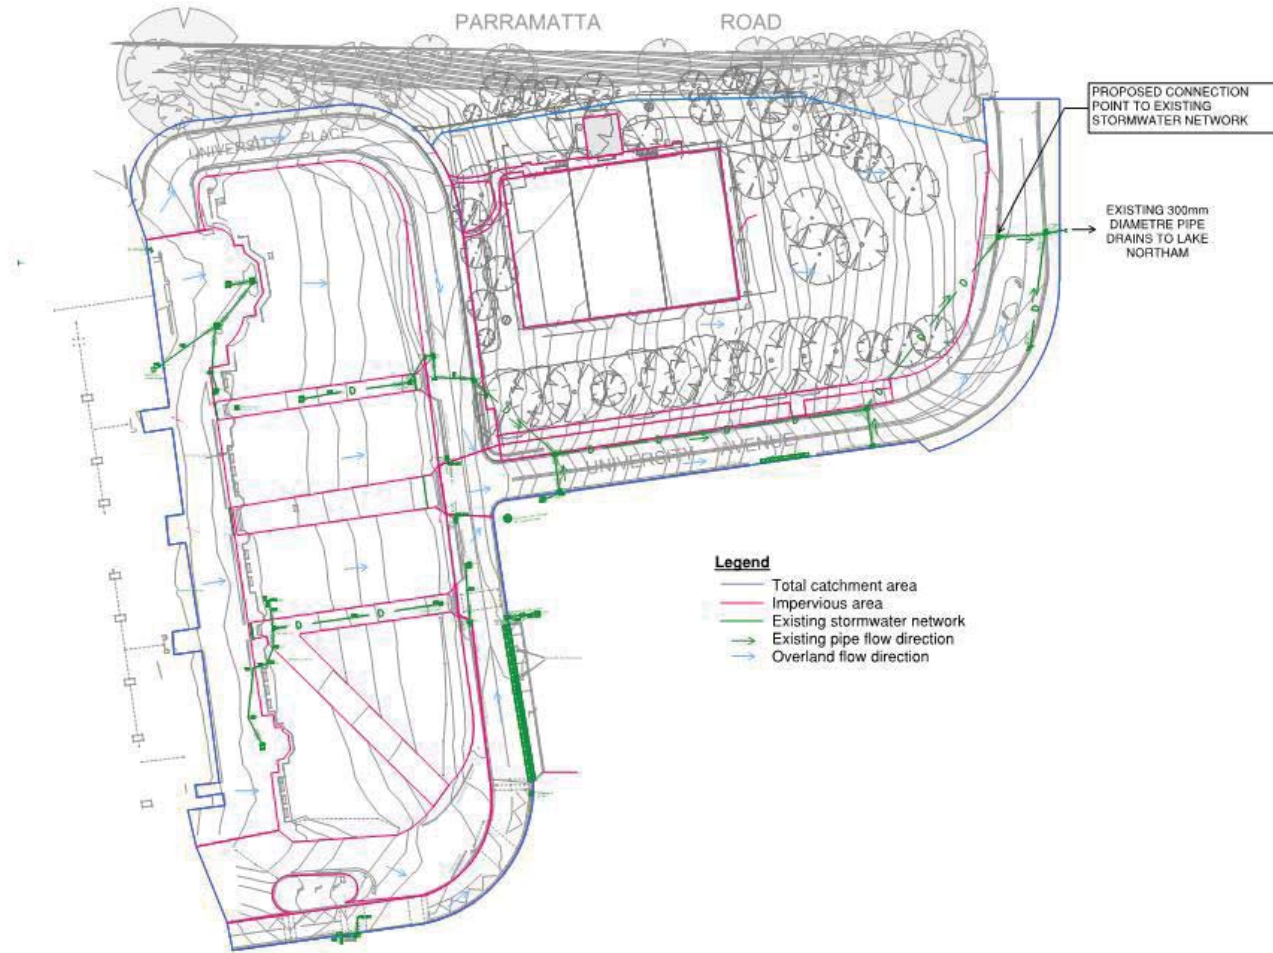 PARRAMATTA ROAD
PROPOSED CONNECTION
POINT TO EXISTING
STORMWATER NETWORK
UNIVERSITY PLACE
EXISTING 300mm
DIAMETRE PIPE
DRAINS TO LAKE
NORTHAM
UNIVERSITY AVENUE
Legend
Total catchment area
Impervious area
Existing stormwater network
Existing pipe flow direction
Overland flow direction